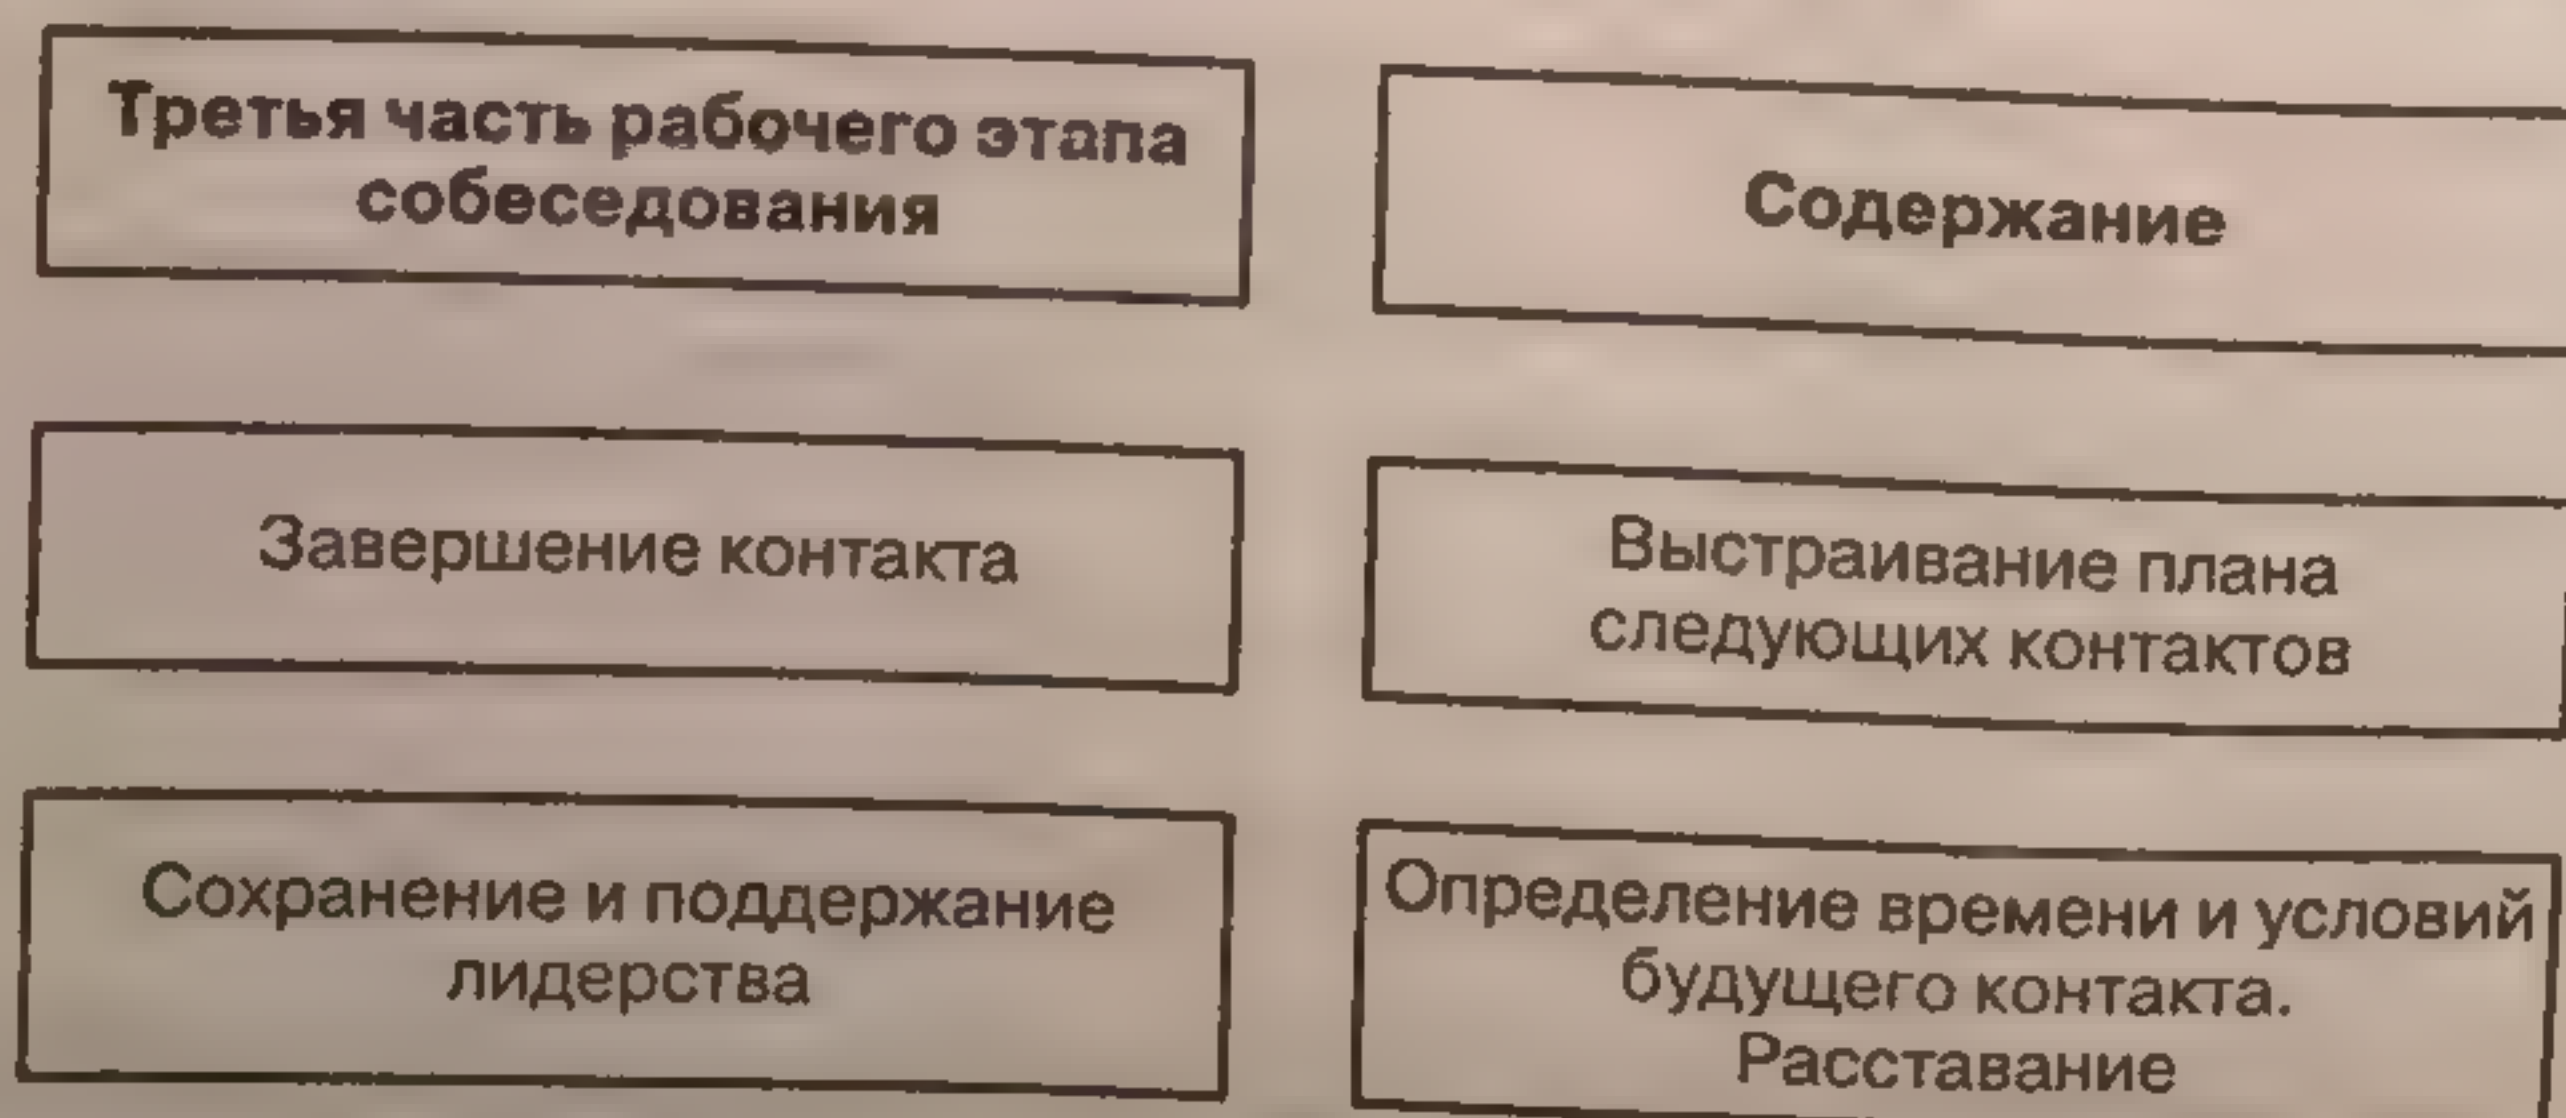 Третья часть рабочего этапа
собеседования
Содержание
Завершение контакта
Выстраивание плана
следующих контактов
Сохранение и поддержание
лидерства
Определение времени и условий
будущего контакта.
Расставание